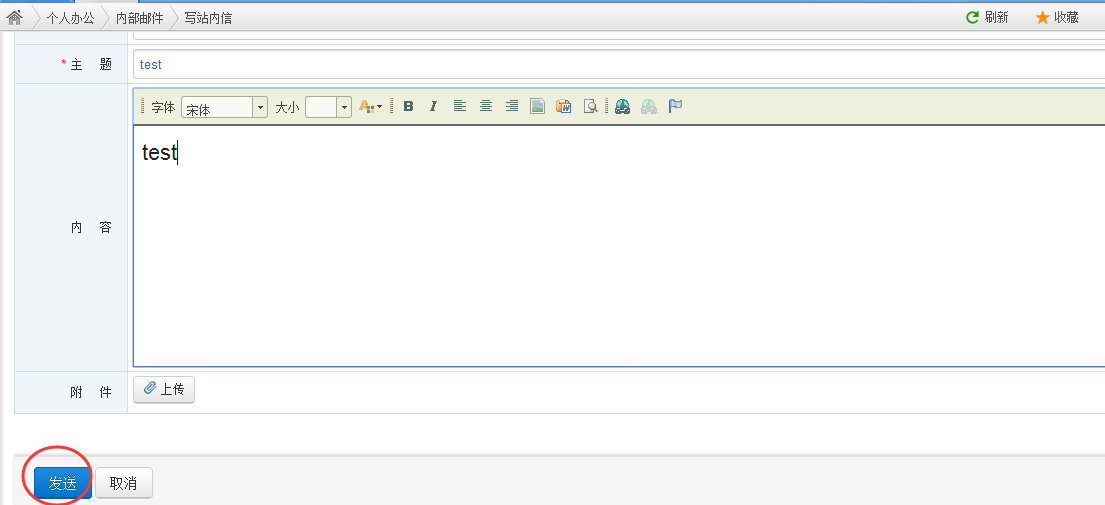 个人办公 内部邮件 写站内信 刷新 收藏
* 主 题 test
字体 宋体 大小 B I
test
内 容
附 件 上传
发送 取消